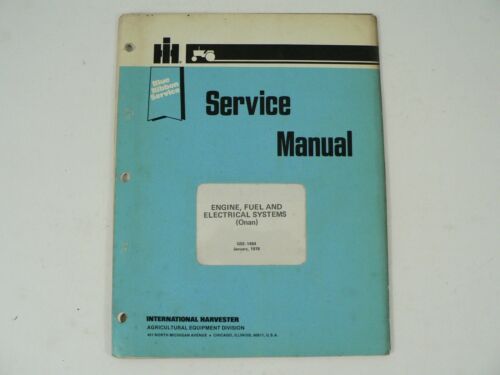 IH®
Blue
Ribbon
Service
Service
Manual
ENGINE, FUEL AND
ELECTRICAL SYSTEMS
(Onan)
January, 1978
INTERNATIONAL HARVESTER
AGRICULTURAL EQUIPMENT DIVISION
401 NORTH MICHIGAN AVENUE • CHICAGO, ILLINOIS, 60611, U.S.A.